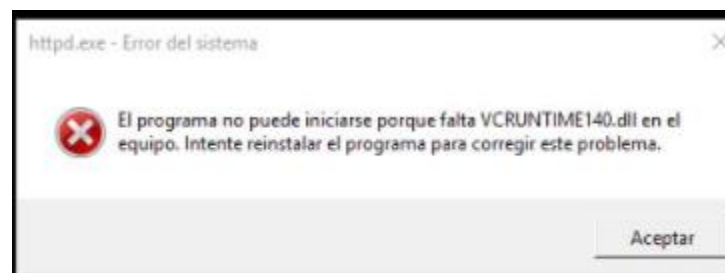 httpd.exe - Error del sistema
El programa no puede iniciarse porque falta VCRUNTIME140.dll en el
equipo. Intente reinstalar el programa para corregir este problema.
Aceptar